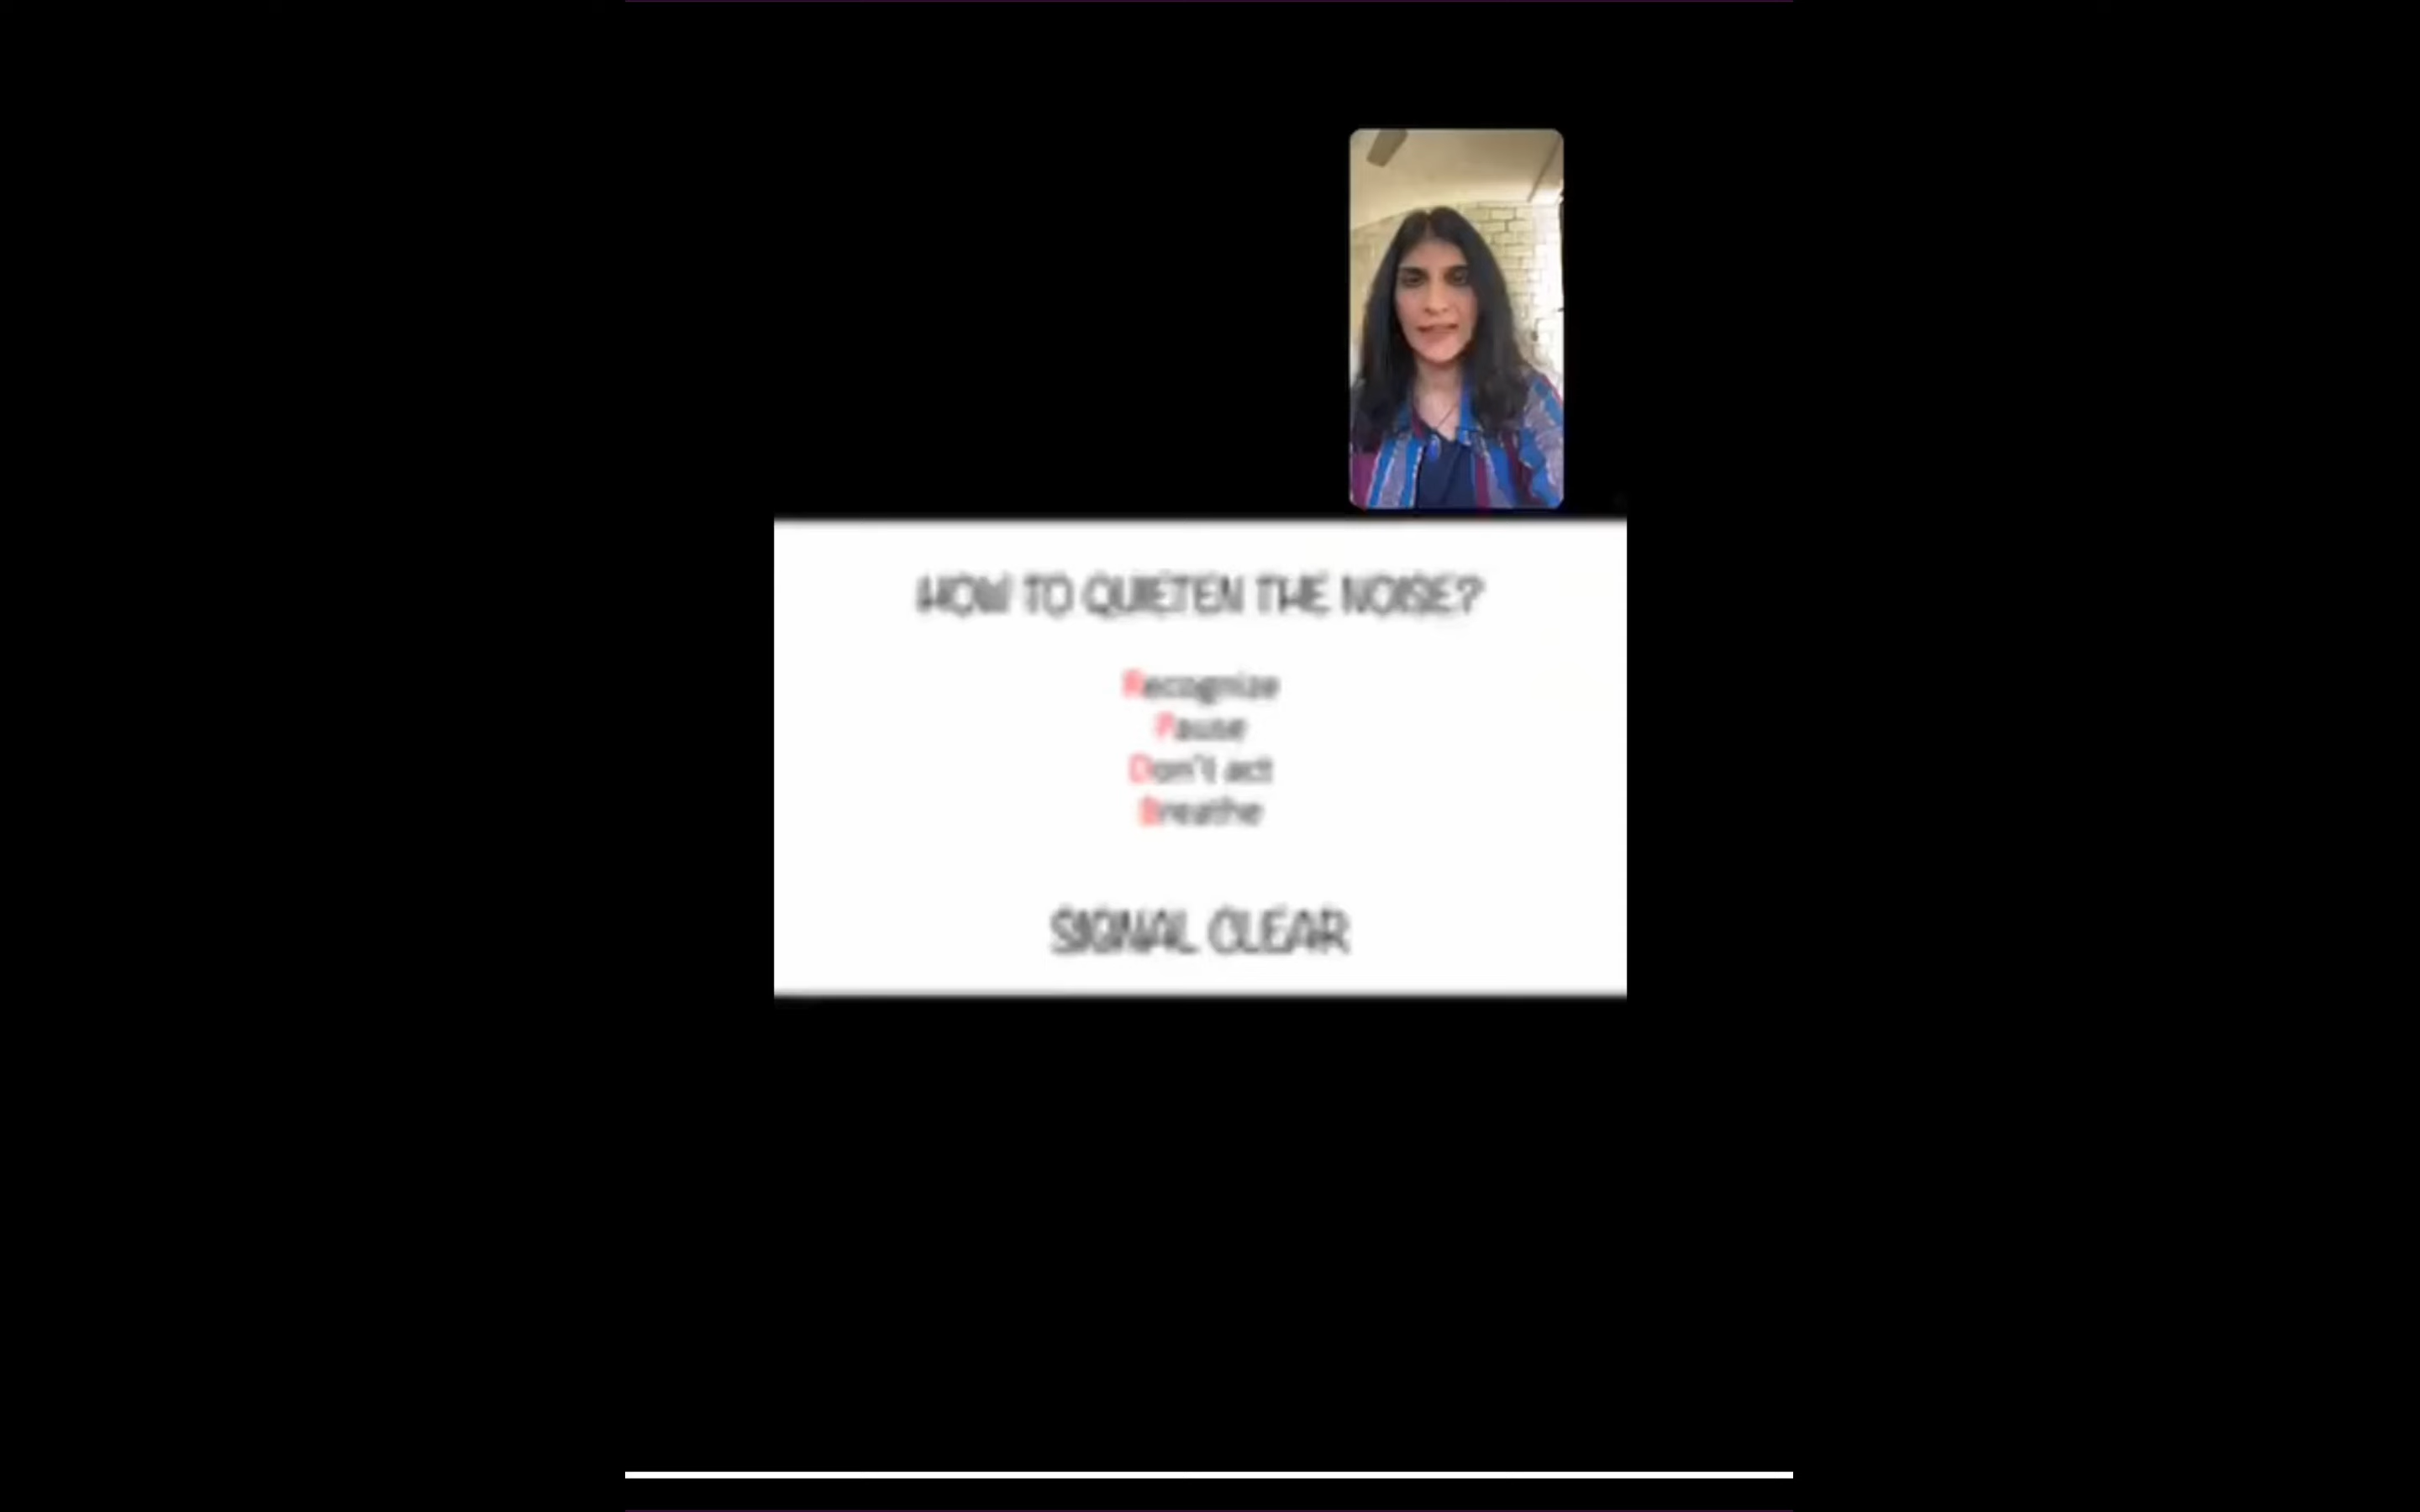 HOW TO QUIETEN THE NOISE?
Recognize
Pause
Don't act
Breathe
SIGNAL CLEAR